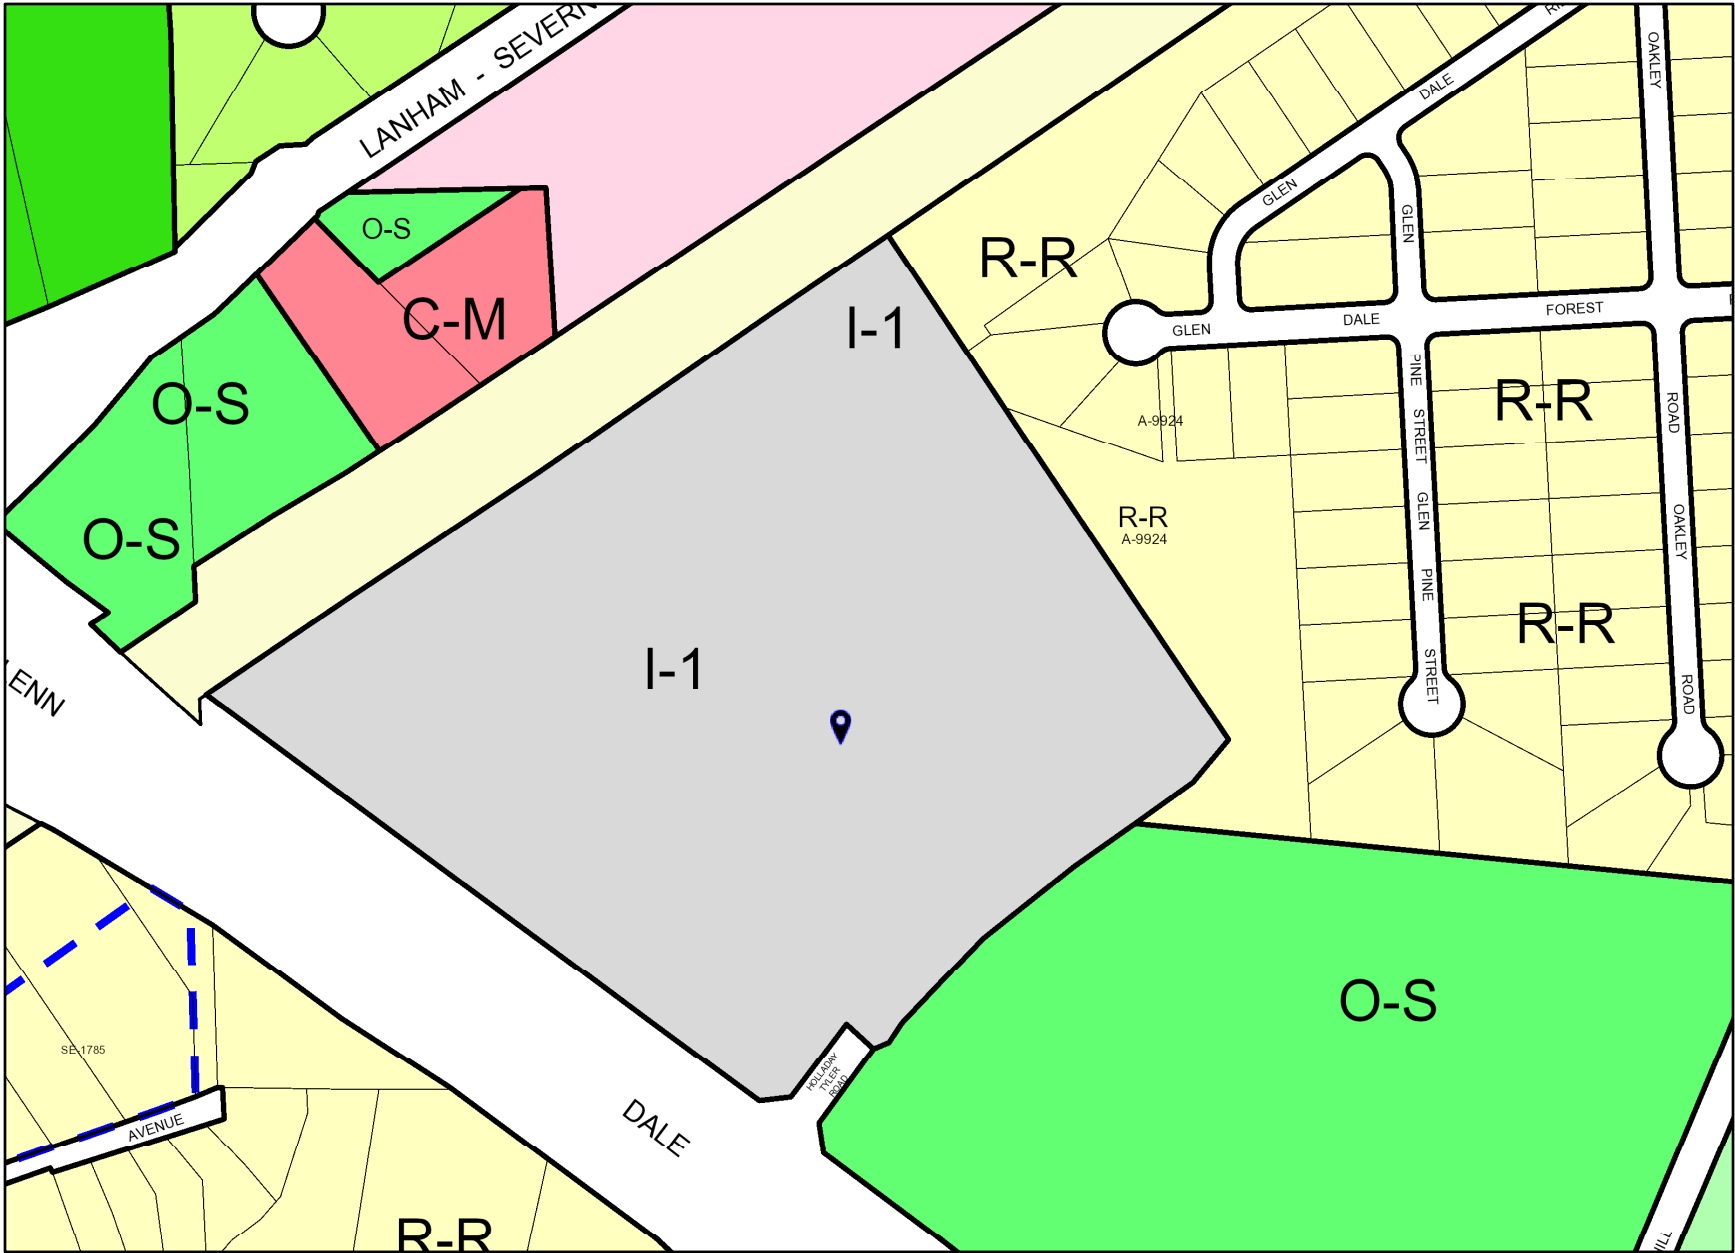 LANHAM - SEVERN
OAKLEY
DALE
GLEN
GLEN
O-S
R-R
C-M
I-1
GLEN
DALE
FOREST
O-S
PINE
STREET
GLEN
PINE
STREET
R-R
ROAD
OAKLEY
ROAD
A-9924
R-R
A-9924
O-S
R-R
I-1
LENN
O-S
SE-1785
HOLLADAY
TYLER
ROAD
AVENUE
DALE
R-R